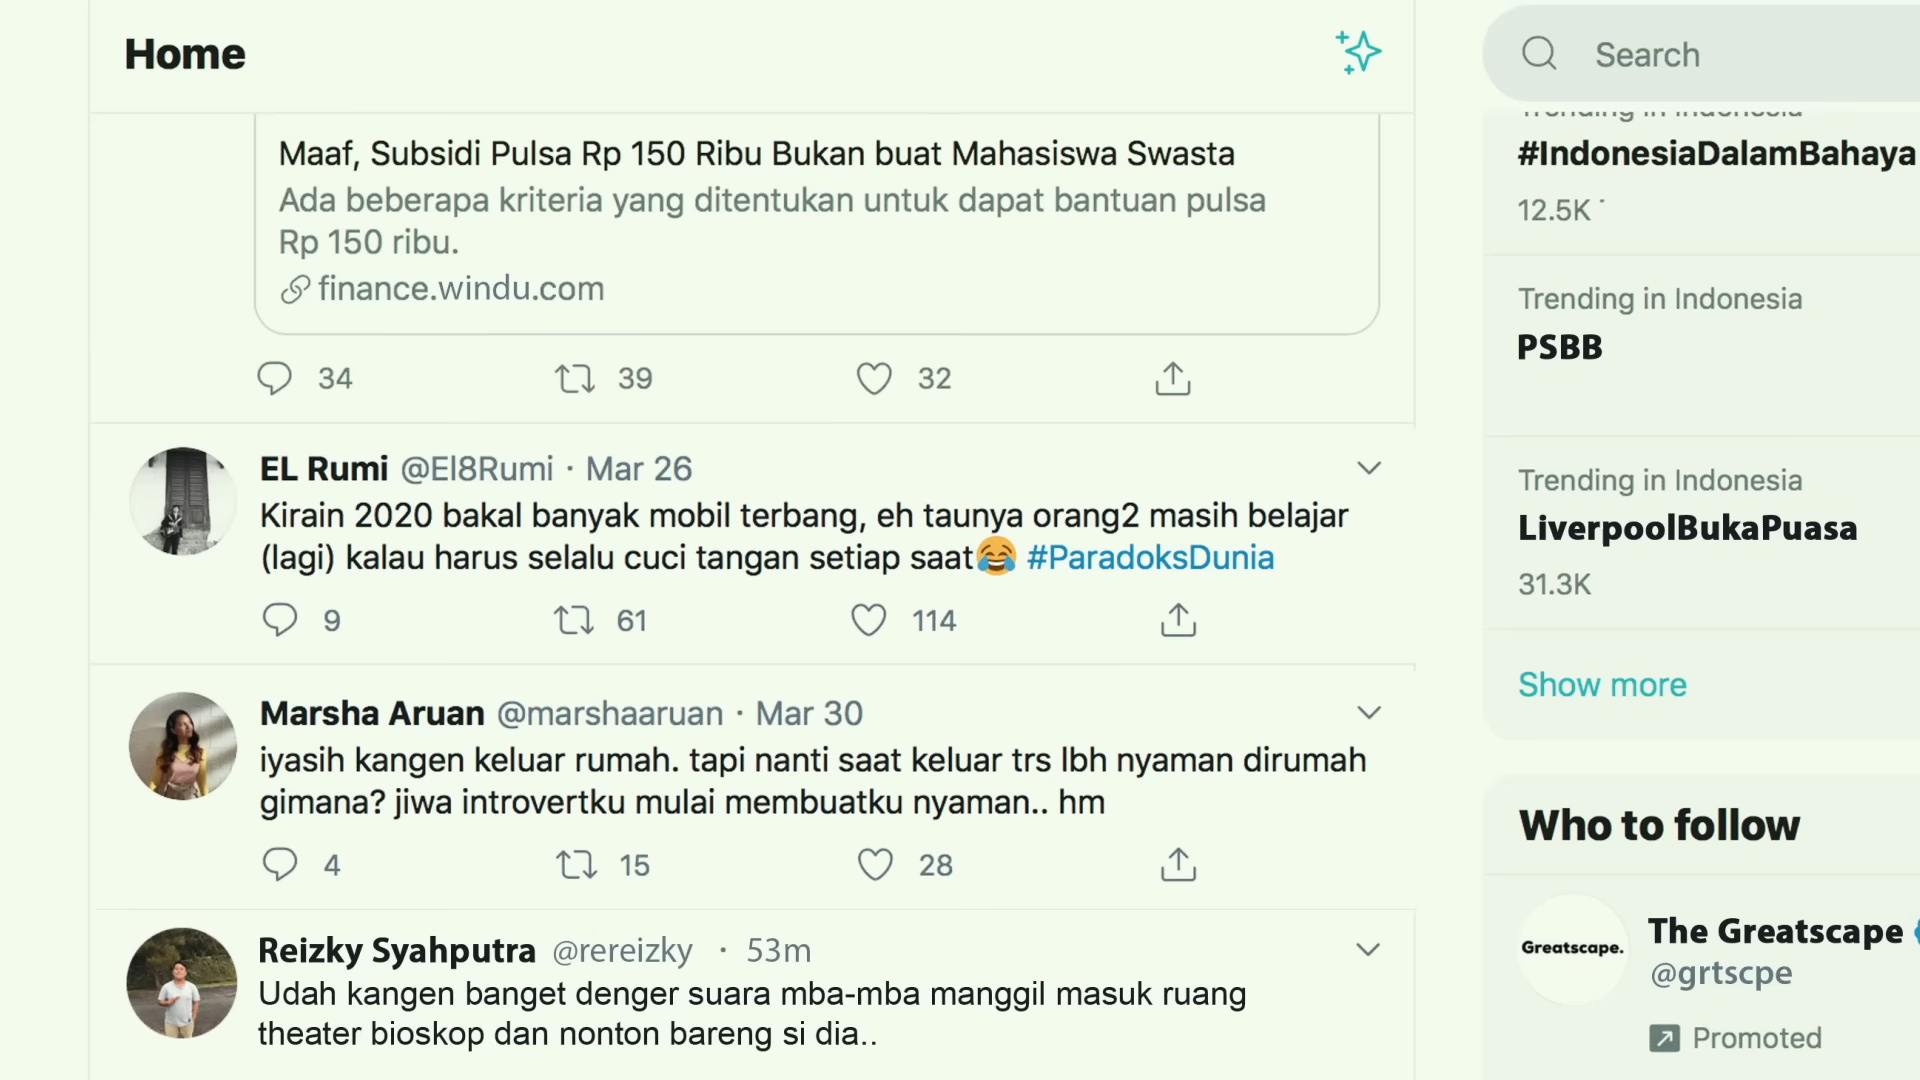 Home
Maaf, Subsidi Pulsa Rp 150 Ribu Bukan buat Mahasiswa Swasta
Ada beberapa kriteria yang ditentukan untuk dapat bantuan pulsa
Rp 150 ribu.
finance.windu.com
34 39 32
EL Rumi @El8Rumi · Mar 26
Kirain 2020 bakal banyak mobil terbang, eh taunya orang2 masih belajar
(lagi) kalau harus selalu cuci tangan setiap saat😂 #ParadoksDunia
9 61 114
Marsha Aruan @marshaaruan · Mar 30
iyasih kangen keluar rumah. tapi nanti saat keluar trs lbh nyaman dirumah
gimana? jiwa introvertku mulai membuatku nyaman.. hm
4 15 28
Reizky Syahputra @rereizky · 53m
Udah kangen banget denger suara mba-mba manggil masuk ruang
theater bioskop dan nonton bareng si dia..
Search
Trending in Indonesia
#IndonesiaDalamBahaya
12.5K
Trending in Indonesia
PSBB
Trending in Indonesia
LiverpoolBukaPuasa
31.3K
Show more
Who to follow
Greatscape.
The Greatscape
@grtscpe
Promoted